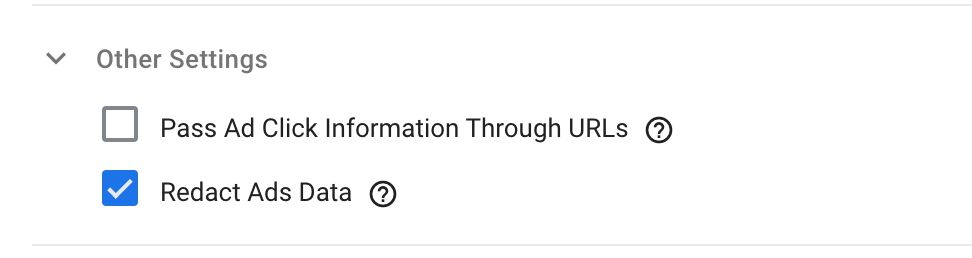 Other Settings
Pass Ad Click Information Through URLs ?
Redact Ads Data ?